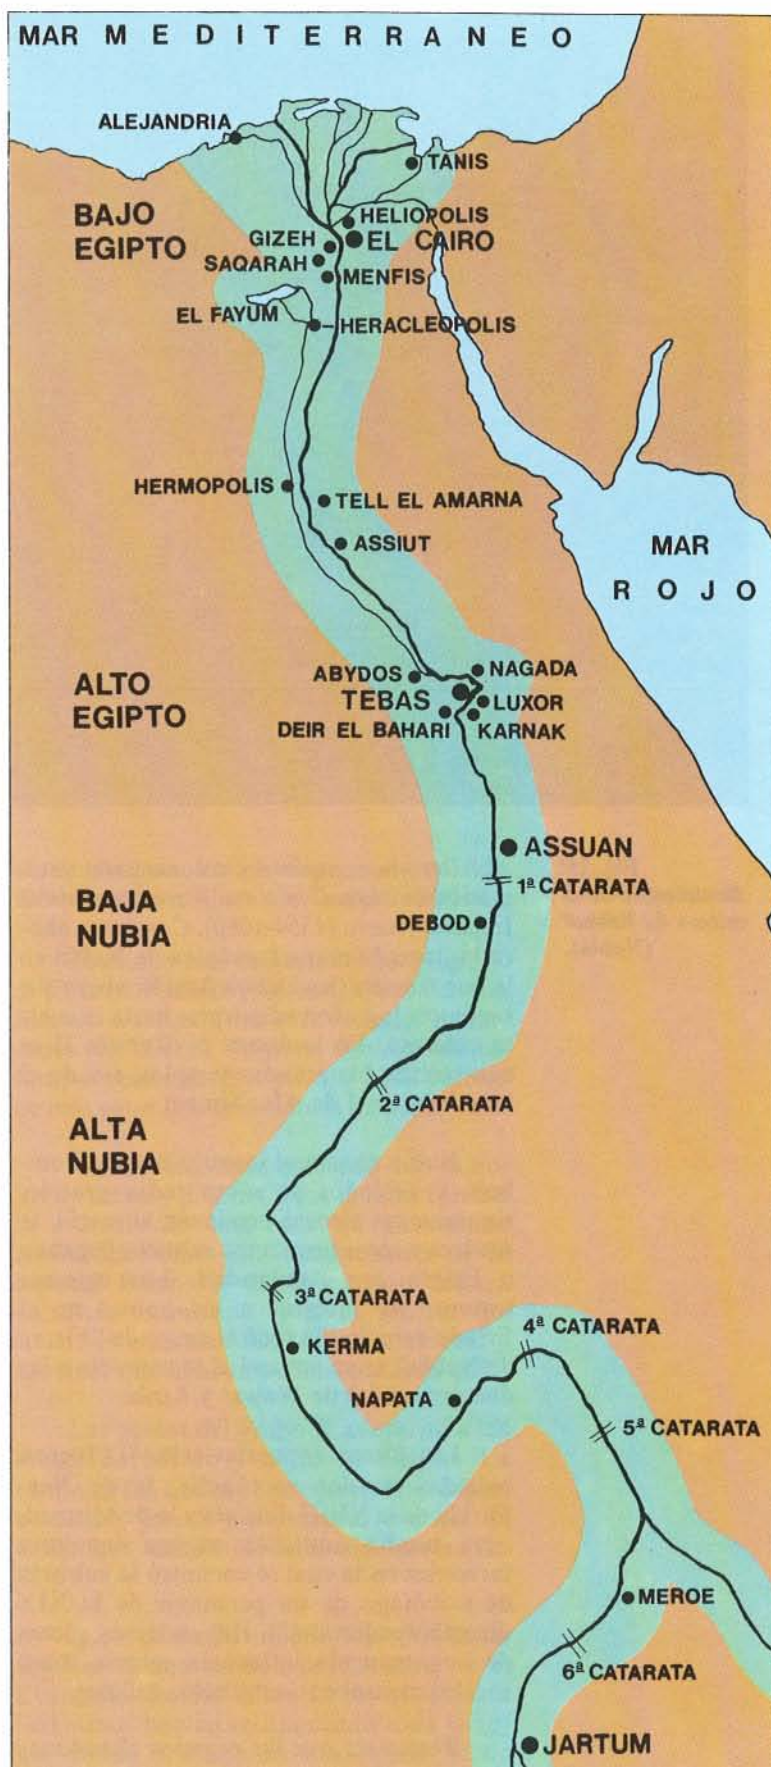 MAR MEDITERRANEO
ALEJANDRIA
TANIS
BAJO
EGIPTO
HELIOPOLIS
GIZEH
EL CAIRO
SAQARAH
MENFIS
EL FAYUM
HERACLEOPOLIS
HERMOPOLIS
TELL EL AMARNA
ASSIUT
MAR
ROJO
ALTO
EGIPTO
ABYDOS
NAGADA
TEBAS
LUXOR
DEIR EL BAHARI
KARNAK
ASSUAN
1ª CATARATA
BAJA
NUBIA
DEBOD
2ª CATARATA
ALTA
NUBIA
3ª CATARATA
4ª CATARATA
KERMA
NAPATA
5ª CATARATA
MEROE
6ª CATARATA
JARTUM